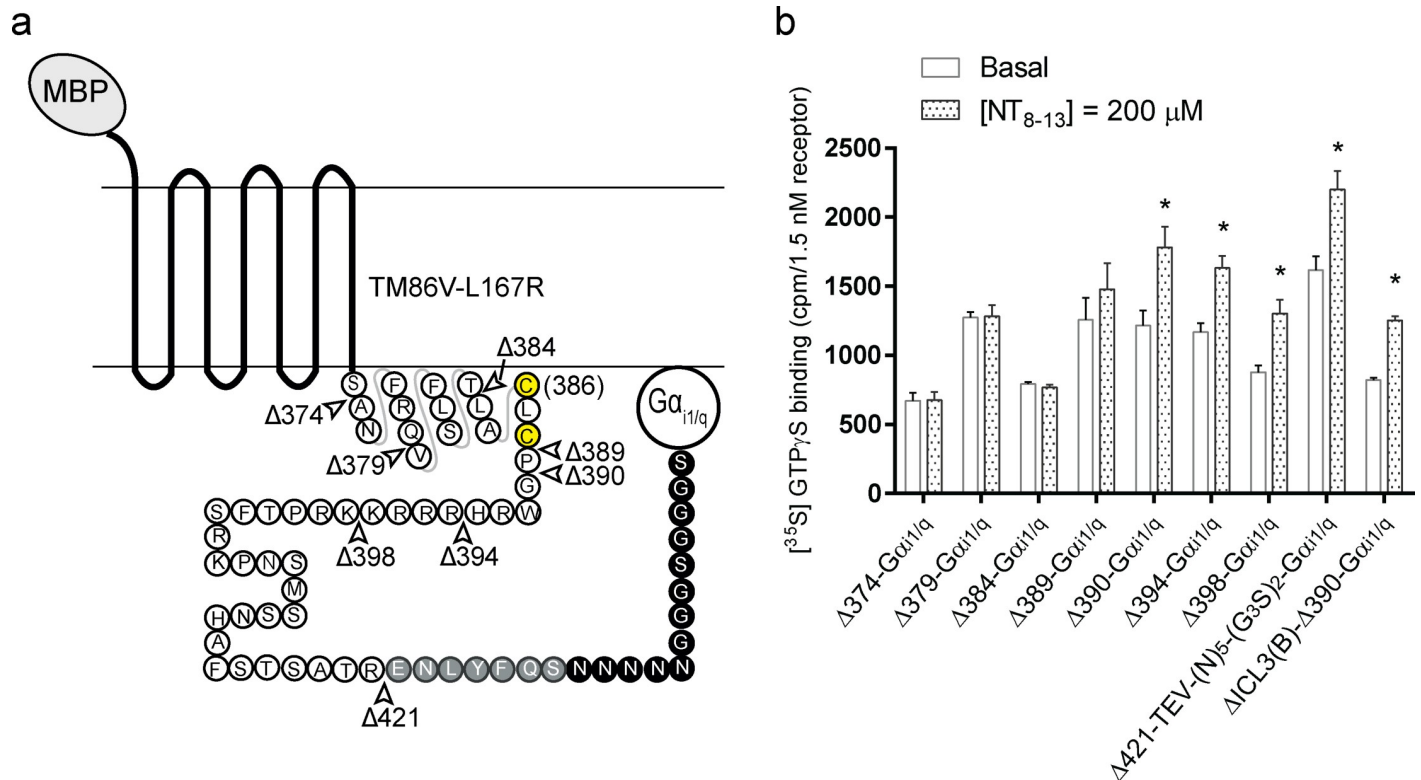 a
MBP
TM86V-L167R
Δ384
S F F T C (386)
Δ374
A R L L L
N Q S A C
Δ379
V
Δ389
P
Δ390
G
S F T P R K K R R R H R W
Δ398
Δ394
R
K P N S
M
H N S S
A
F S T S A T R E N L Y F Q S N N N N N
Δ421
Gαi1/q
S
G
G
G
S
G
G
G
b
Basal
[NT8-13] = 200 μM
[35S] GTPγS binding (cpm/1.5 nM receptor)
2500
2000
1500
1000
500
0
* * * * *
Δ374-Gαi1/q
Δ379-Gαi1/q
Δ384-Gαi1/q
Δ389-Gαi1/q
Δ390-Gαi1/q
Δ394-Gαi1/q
Δ398-Gαi1/q
Δ421-TEV-(N)5-(G3S)2-Gαi1/q
ΔICL3(B)-Δ390-Gαi1/q